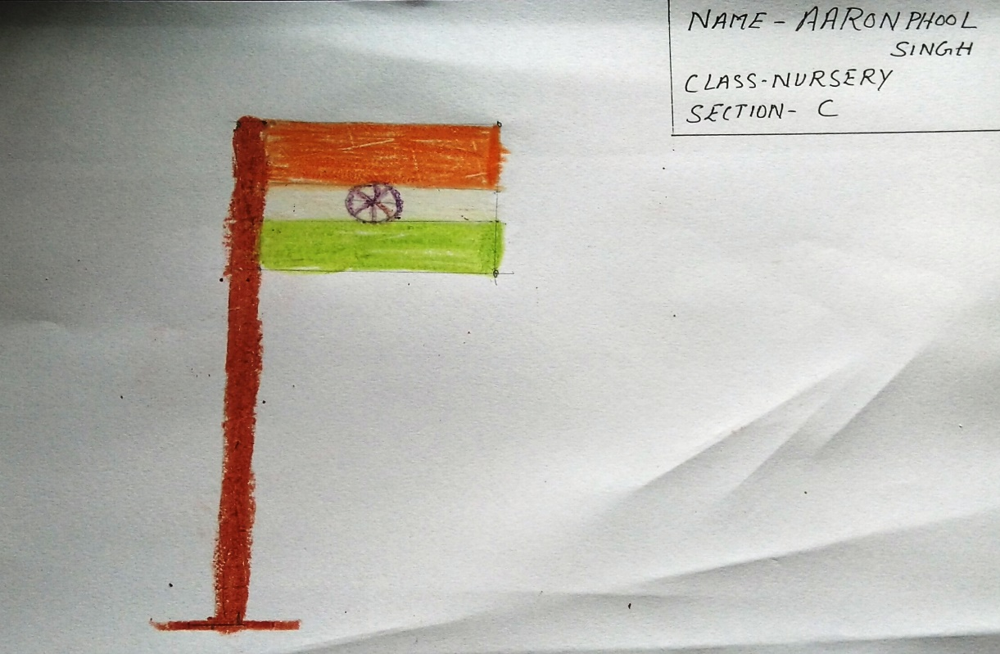 NAME - AARON PHOOL
SINGH
CLASS-NURSERY
SECTION- C